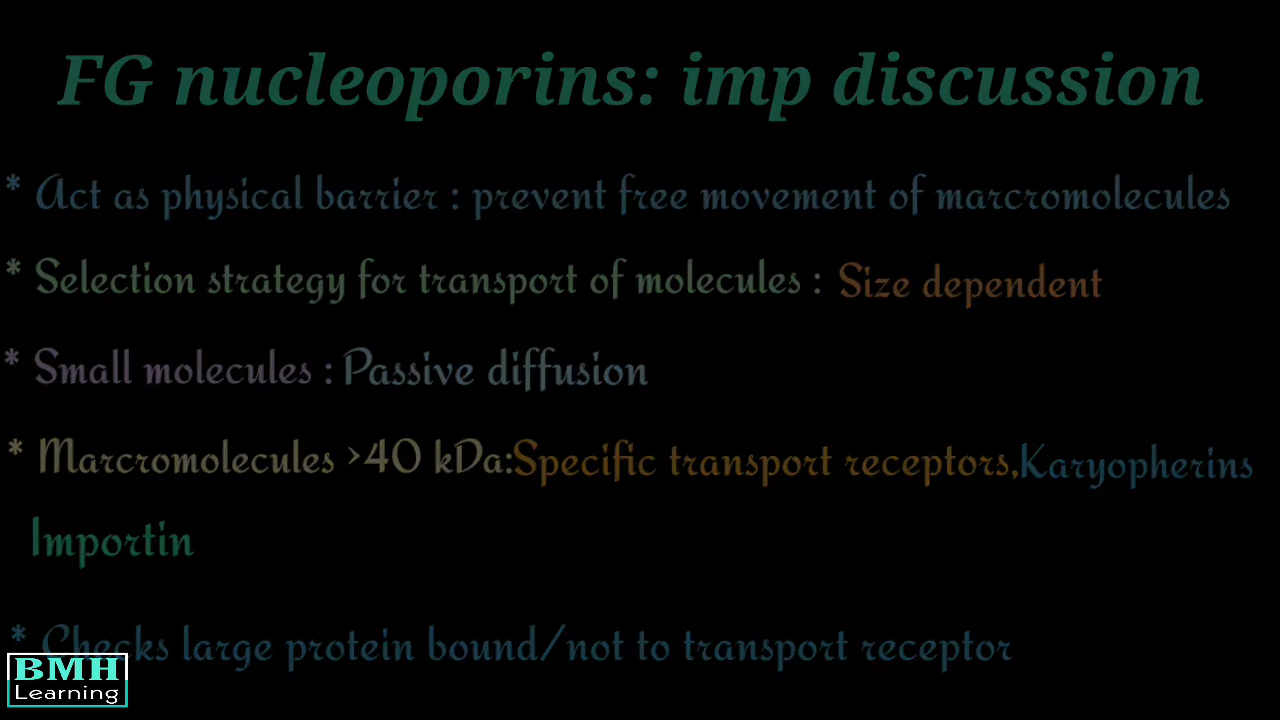 FG nucleoporins: imp discussion
* Act as physical barrier : prevent free movement of marcromolecules
* Selection strategy for transport of molecules : Size dependent
* Small molecules : Passive diffusion
* Marcromolecules >40 kDa:Specific transport receptors,Karyopherins
Importin
* Checks large protein bound/not to transport receptor
BMH
Learning